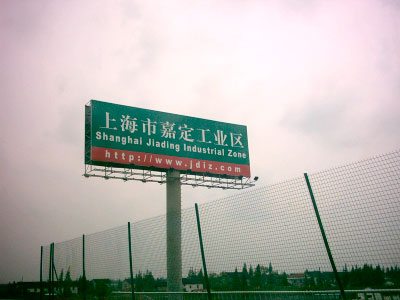 上海市嘉定工业区
Shanghai Jiading Industrial Zone
http://www.jdiz.com